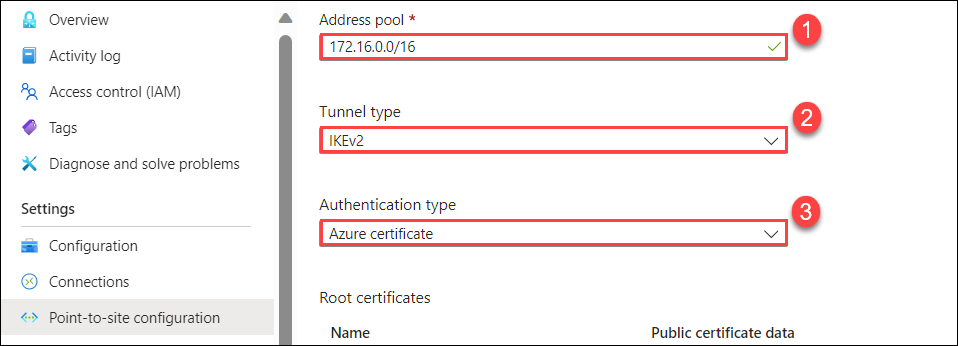 Overview
Activity log
Access control (IAM)
Tags
Diagnose and solve problems
Settings
Configuration
Connections
Point-to-site configuration
Address pool *
172.16.0.0/16
1
Tunnel type
IKEv2
2
Authentication type
Azure certificate
3
Root certificates
Name
Public certificate data